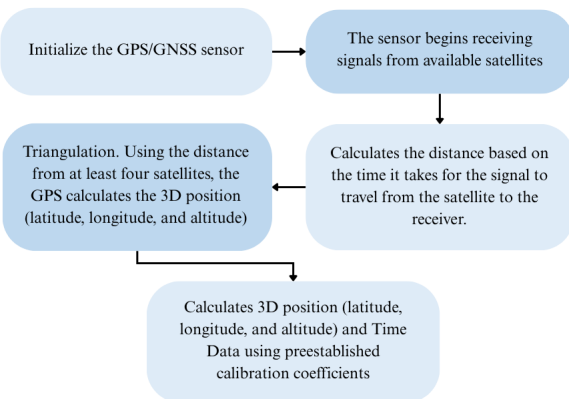 Initialize the GPS/GNSS sensor
The sensor begins receiving
signals from available satellites
Calculates the distance based on
the time it takes for the signal to
travel from the satellite to the
receiver.
Triangulation. Using the distance
from at least four satellites, the
GPS calculates the 3D position
(latitude, longitude, and altitude)
Calculates 3D position (latitude,
longitude, and altitude) and Time
Data using preestablished
calibration coefficients